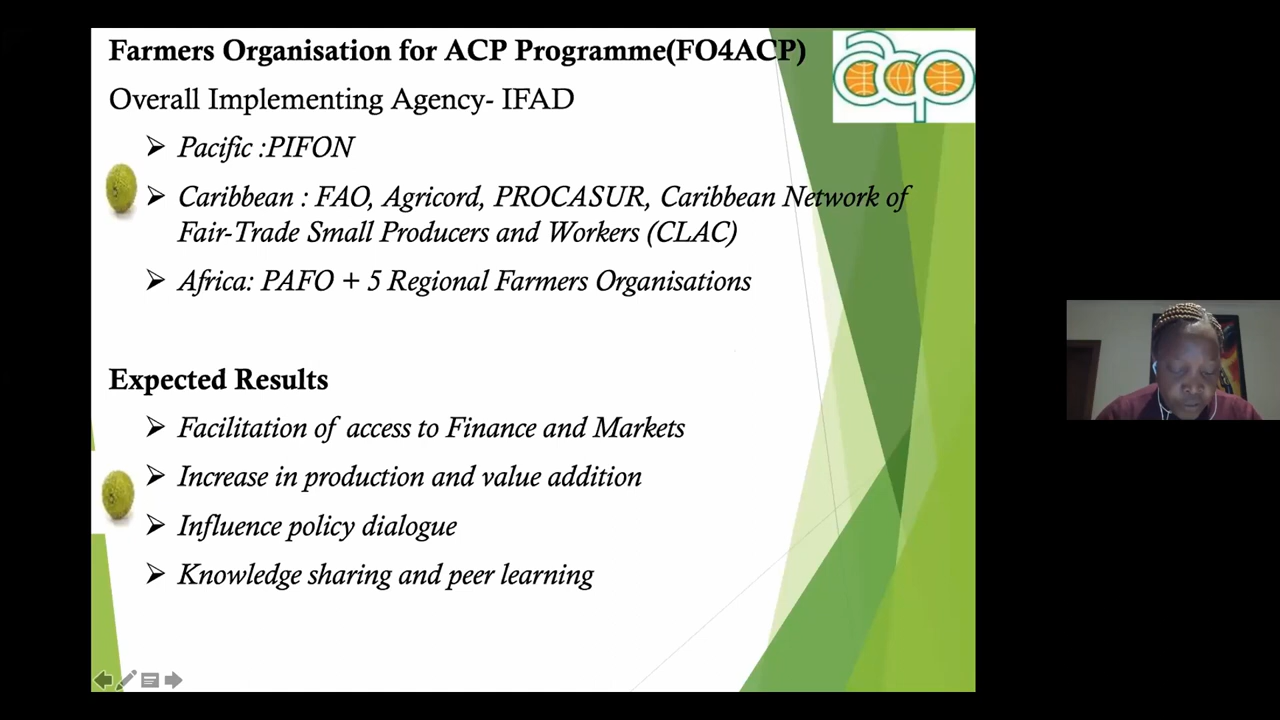 Farmers Organisation for ACP Programme(FO4ACP)
acp
Overall Implementing Agency- IFAD
➢ Pacific :PIFON
➢ Caribbean : FAO, Agricord, PROCASUR, Caribbean Network of
Fair-Trade Small Producers and Workers (CLAC)
➢ Africa: PAFO + 5 Regional Farmers Organisations
Expected Results
➢ Facilitation of access to Finance and Markets
➢ Increase in production and value addition
➢ Influence policy dialogue
➢ Knowledge sharing and peer learning